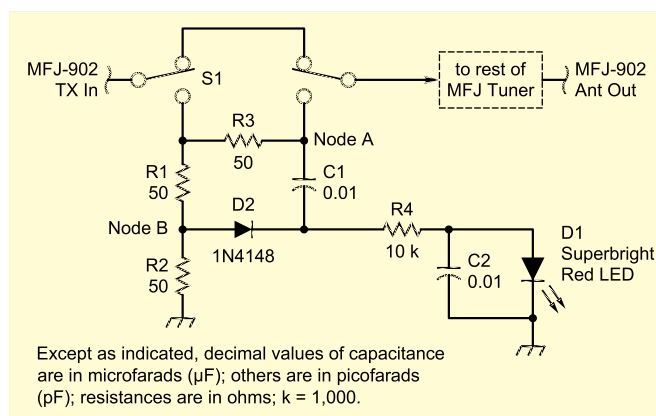 MFJ-902
TX In
S1
to rest of
MFJ Tuner
MFJ-902
Ant Out
R3
50
Node A
R1
50
C1
0.01
Node B
D2
1N4148
R4
10 k
R2
50
C2
0.01
D1
Superbright
Red LED
Except as indicated, decimal values of capacitance
are in microfarads (µF); others are in picofarads
(pF); resistances are in ohms; k = 1,000.